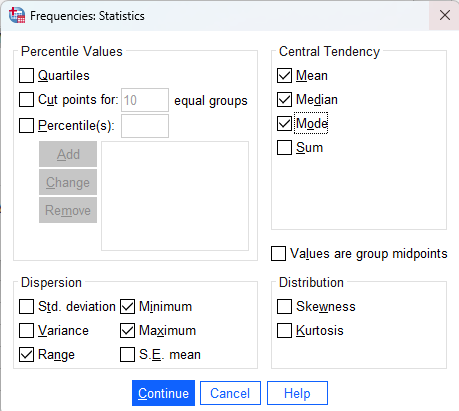 Frequencies: Statistics
Percentile Values
Quartiles
Cut points for: 10 equal groups
Percentile(s):
Add
Change
Remove
Central Tendency
Mean
Median
Mode
Sum
Values are group midpoints
Dispersion
Std. deviation Minimum
Variance Maximum
Range S.E. mean
Distribution
Skewness
Kurtosis
Continue Cancel Help